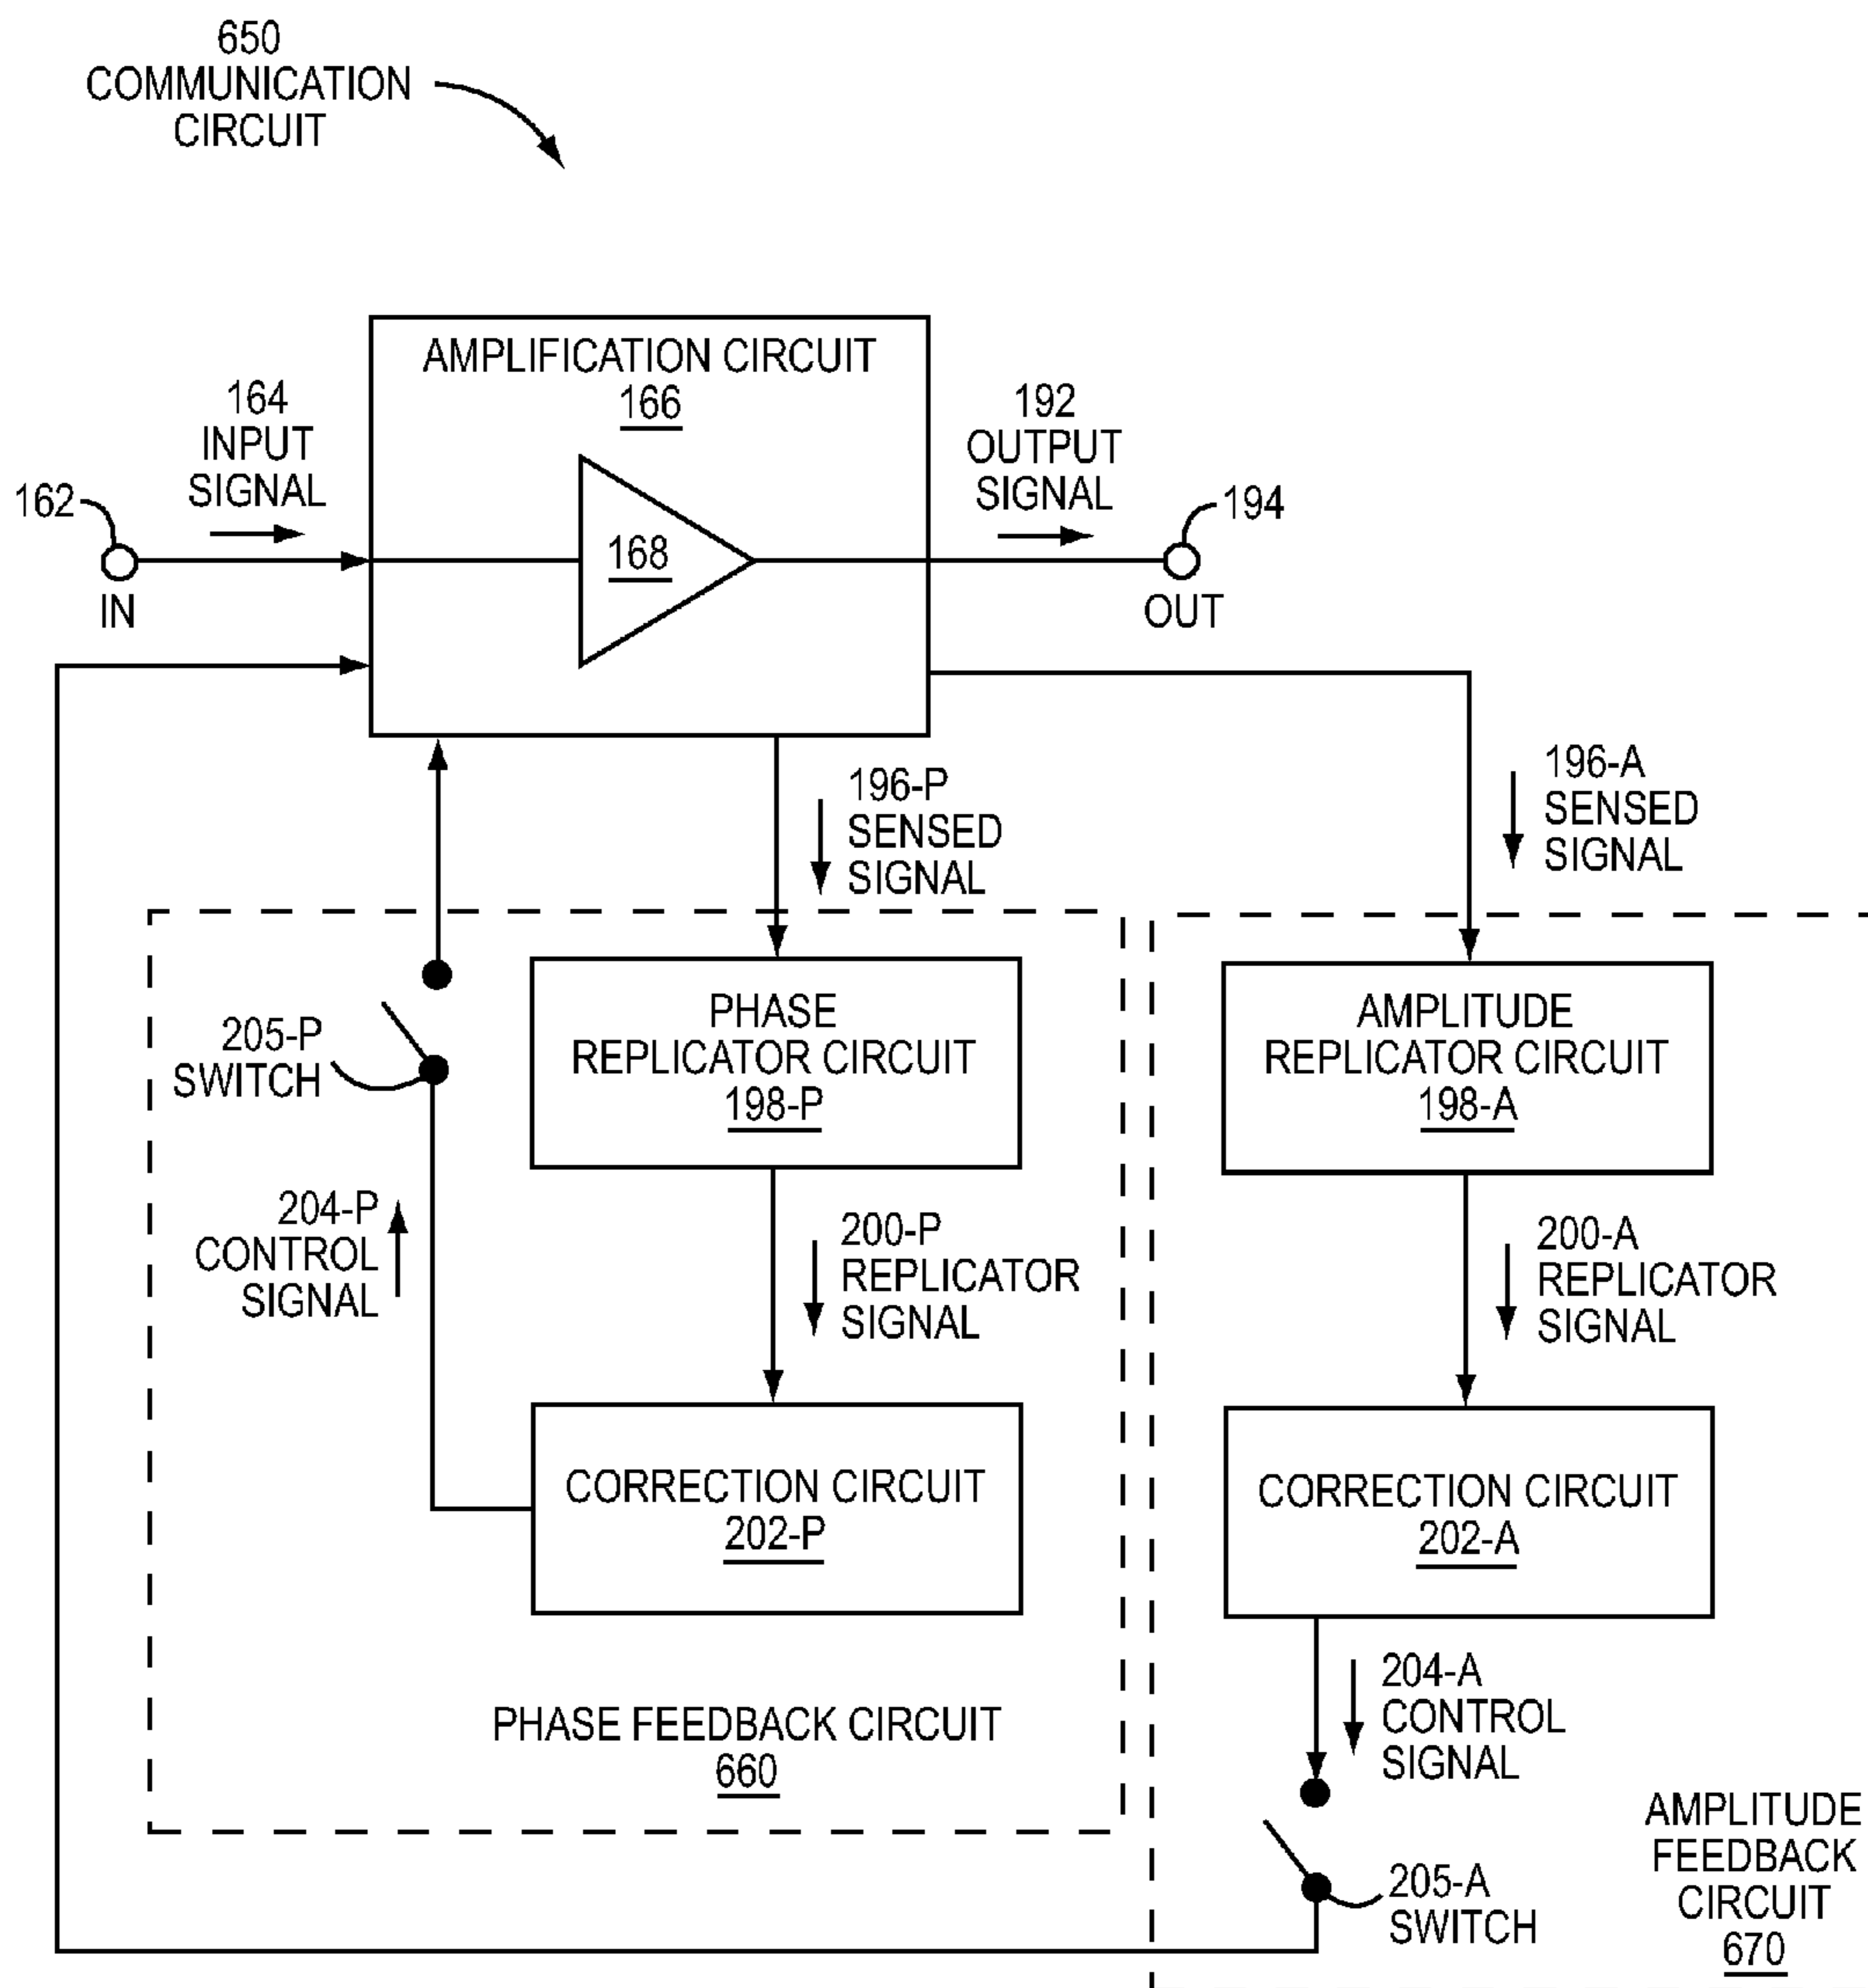 650
COMMUNICATION
CIRCUIT
AMPLIFICATION CIRCUIT
166
164
INPUT
SIGNAL
192
OUTPUT
SIGNAL
162
194
168
IN
OUT
196-P
SENSED
SIGNAL
196-A
SENSED
SIGNAL
205-P
SWITCH
PHASE
REPLICATOR CIRCUIT
198-P
AMPLITUDE
REPLICATOR CIRCUIT
198-A
204-P
CONTROL
SIGNAL
200-P
REPLICATOR
SIGNAL
200-A
REPLICATOR
SIGNAL
CORRECTION CIRCUIT
202-P
CORRECTION CIRCUIT
202-A
PHASE FEEDBACK CIRCUIT
660
204-A
CONTROL
SIGNAL
205-A
SWITCH
AMPLITUDE
FEEDBACK
CIRCUIT
670